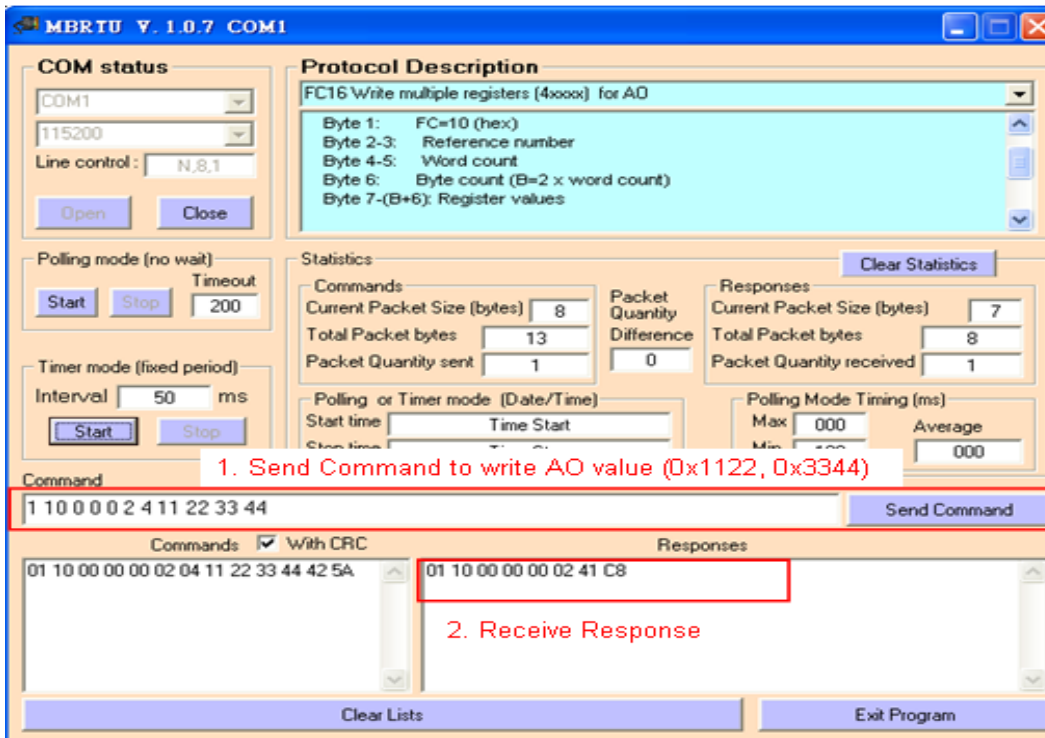 MBRTU V. 1.0.7 COM1
COM status
COM1
115200
Line control : N,8,1
Open Close
Protocol Description
FC16 Write multiple registers (4xxxx) for AO
Byte 1: FC=10 (hex)
Byte 2-3: Reference number
Byte 4-5: Word count
Byte 6: Byte count (B=2 x word count)
Byte 7-(B+6): Register values
Polling mode (no wait)
Timeout
Start Stop 200
Timer mode (fixed period)
Interval 50 ms
Start Stop
Statistics
Clear Statistics
Commands
Current Packet Size (bytes) 8
Total Packet bytes 13
Packet Quantity sent 1
Packet
Quantity
Difference
0
Responses
Current Packet Size (bytes) 7
Total Packet bytes 8
Packet Quantity received 1
Polling or Timer mode (Date/Time)
Start time Time Start
Polling Mode Timing (ms)
Max 000
Average
000
1. Send Command to write AO value (0x1122, 0x3344)
Command
1 10 0 0 0 2 4 11 22 33 44
Send Command
Commands With CRC
01 10 00 00 00 02 04 11 22 33 44 42 5A
Responses
01 10 00 00 00 02 41 C8
2. Receive Response
Clear Lists
Exit Program